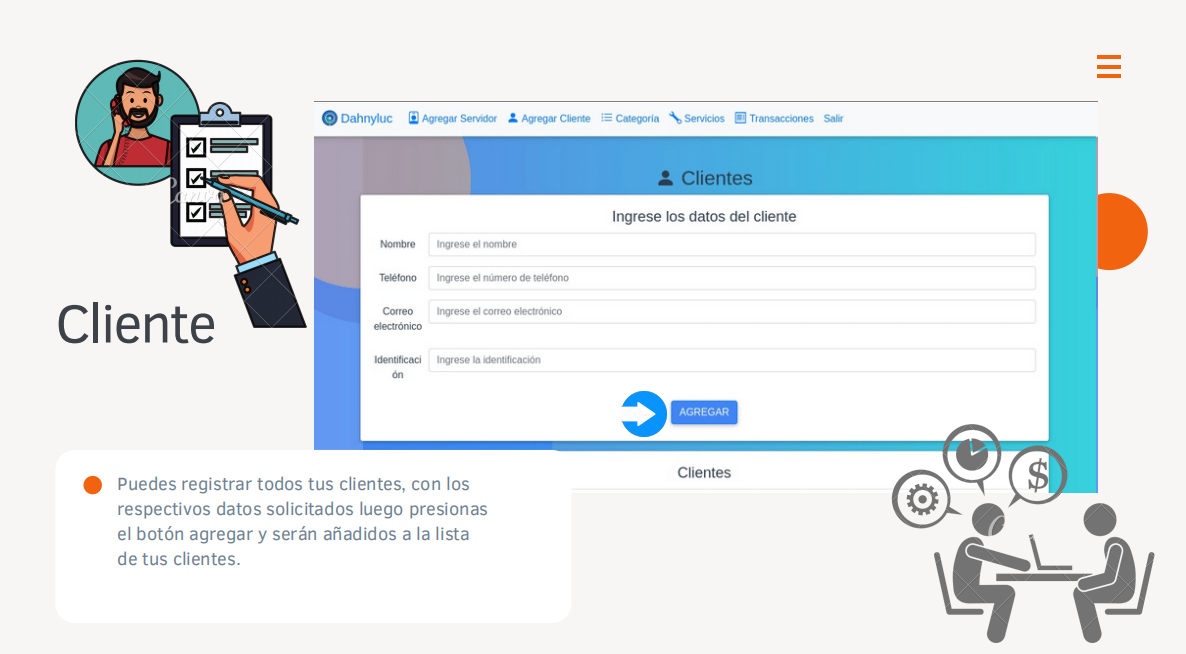 Dahnyluc Agregar Servidor Agregar Cliente Categoría Servicios Transacciones Salir
Clientes
Ingrese los datos del cliente
Nombre Ingrese el nombre
Teléfono Ingrese el número de teléfono
Correo Ingrese el correo electrónico
electrónico
Identificaci Ingrese la identificación
ón
AGREGAR
Clientes
Cliente
Puedes registrar todos tus clientes, con los
respectivos datos solicitados luego presionas
el botón agregar y serán añadidos a la lista
de tus clientes.
$